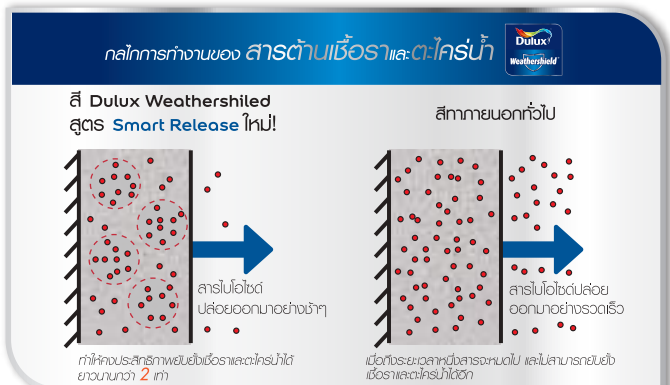 กลไกการทำงานของ สารต้านเชื้อราและตะไคร่น้ำ
Dulux
Weathershield
สี Dulux Weathershiled
สูตร Smart Release ใหม่!
สารไบโอไซด์
ปล่อยออกมาอย่างช้าๆ
ทำให้คงประสิทธิภาพยับยั้งเชื้อราและตะไคร่น้ำได้
ยาวนานกว่า 2 เท่า
สีทาภายนอกทั่วไป
สารไบโอไซด์ปล่อย
ออกมาอย่างรวดเร็ว
เมื่อถึงระยะเวลาหนึ่งสารจะหมดไป และไม่สามารถยับยั้ง
เชื้อราและตะไคร่น้ำได้อีก